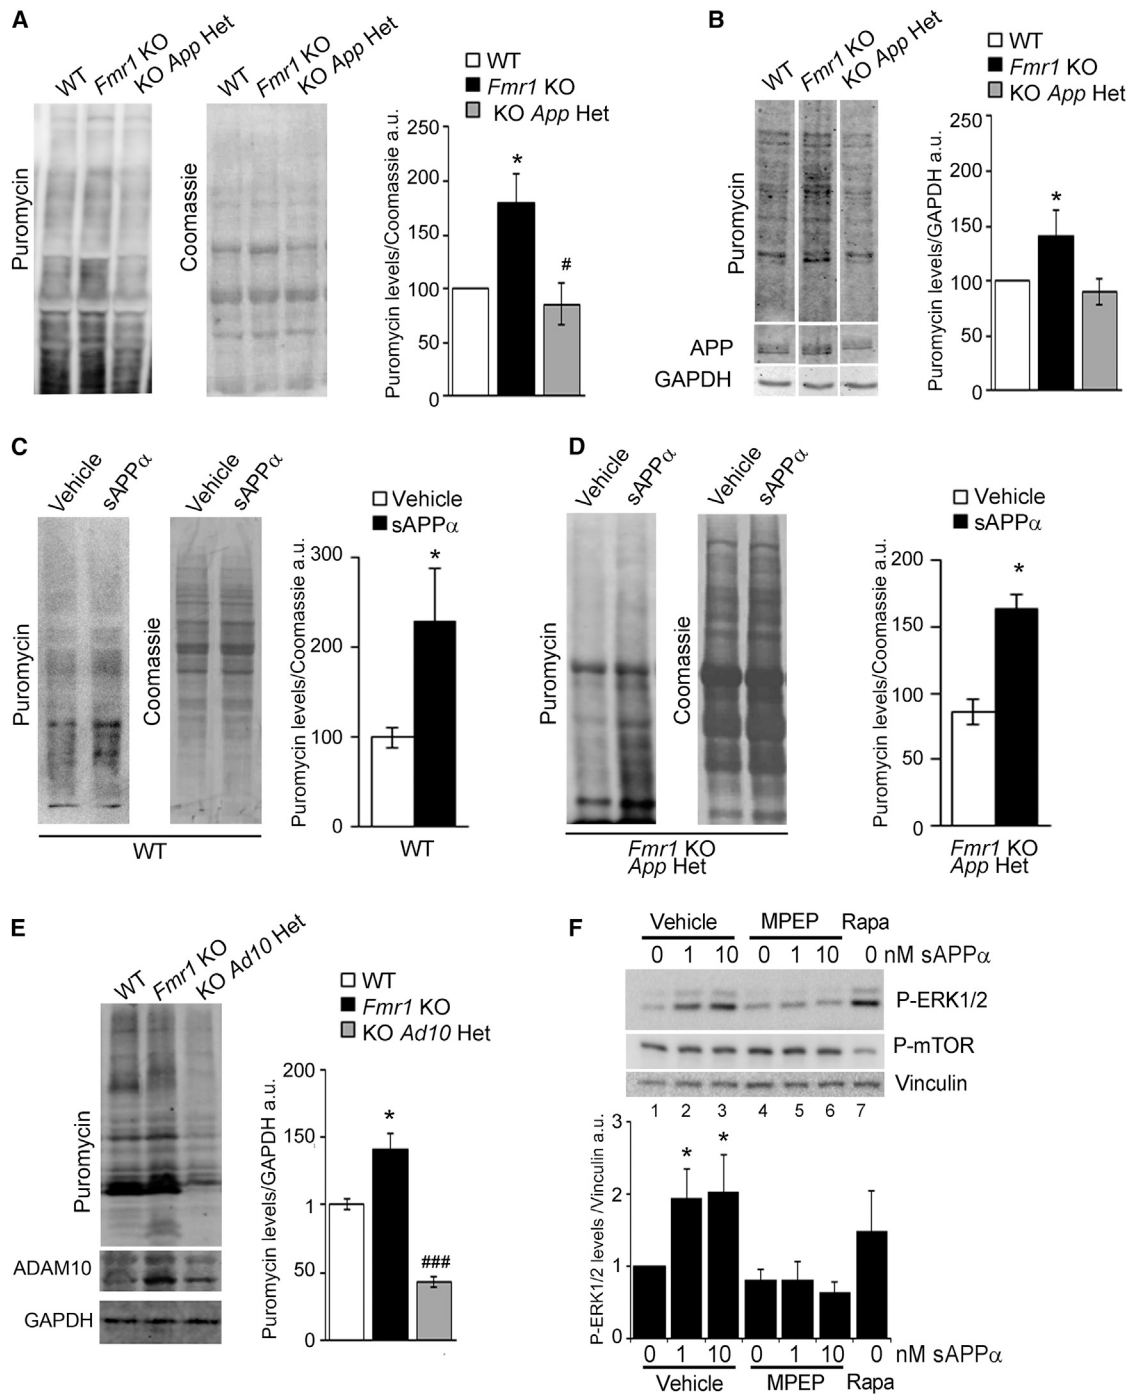 A
WT
Fmr1 KO
KO App Het
WT
Fmr1 KO
KO App Het
Puromycin
Coomassie
WT
Fmr1 KO
KO App Het
Puromycin levels/Coomassie a.u.
250
200
150
100
50
0
*
#
B
WT
Fmr1 KO
KO App Het
Puromycin
APP
GAPDH
WT
Fmr1 KO
KO App Het
Puromycin levels/GAPDH a.u.
250
200
150
100
50
0
*
C
Vehicle
sAPPα
Vehicle
sAPPα
Puromycin
Coomassie
WT
Vehicle
sAPPα
Puromycin levels/Coomassie a.u.
300
200
100
0
*
WT
D
Vehicle
sAPPα
Vehicle
sAPPα
Puromycin
Coomassie
Fmr1 KO
App Het
Vehicle
sAPPα
Puromycin levels/Coomassie a.u.
200
150
100
50
0
*
Fmr1 KO
App Het
E
WT
Fmr1 KO
KO Ad10 Het
Puromycin
ADAM10
GAPDH
WT
Fmr1 KO
KO Ad10 Het
Puromycin levels/GAPDH a.u.
200
150
1
50
0
*
###
F
Vehicle MPEP Rapa
0 1 10 0 1 10 0 nM sAPPα
P-ERK1/2
P-mTOR
Vinculin
1 2 3 4 5 6 7
P-ERK1/2 levels /Vinculin a.u.
3
2
1
0
* *
0 1 10 0 1 10 0 nM sAPPα
Vehicle MPEP Rapa